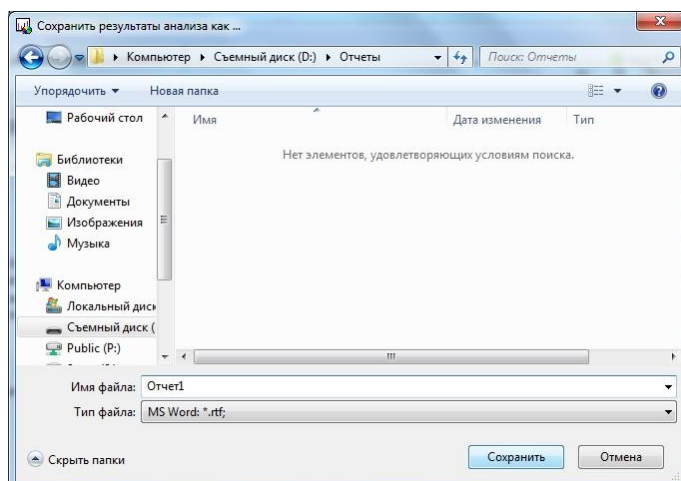 Сохранить результаты анализа как ...
Компьютер ▸ Съемный диск (D:) ▸ Отчеты
Поиск: Отчеты
Упорядочить ▾ Новая папка
Рабочий стол
Библиотеки
Видео
Документы
Изображения
Музыка
Компьютер
Локальный диск
Съемный диск (
Public (P:)
Имя Дата изменения Тип
Нет элементов, удовлетворяющих условиям поиска.
Имя файла: Отчет1
Тип файла: MS Word: *.rtf;
Скрыть папки
Сохранить Отмена